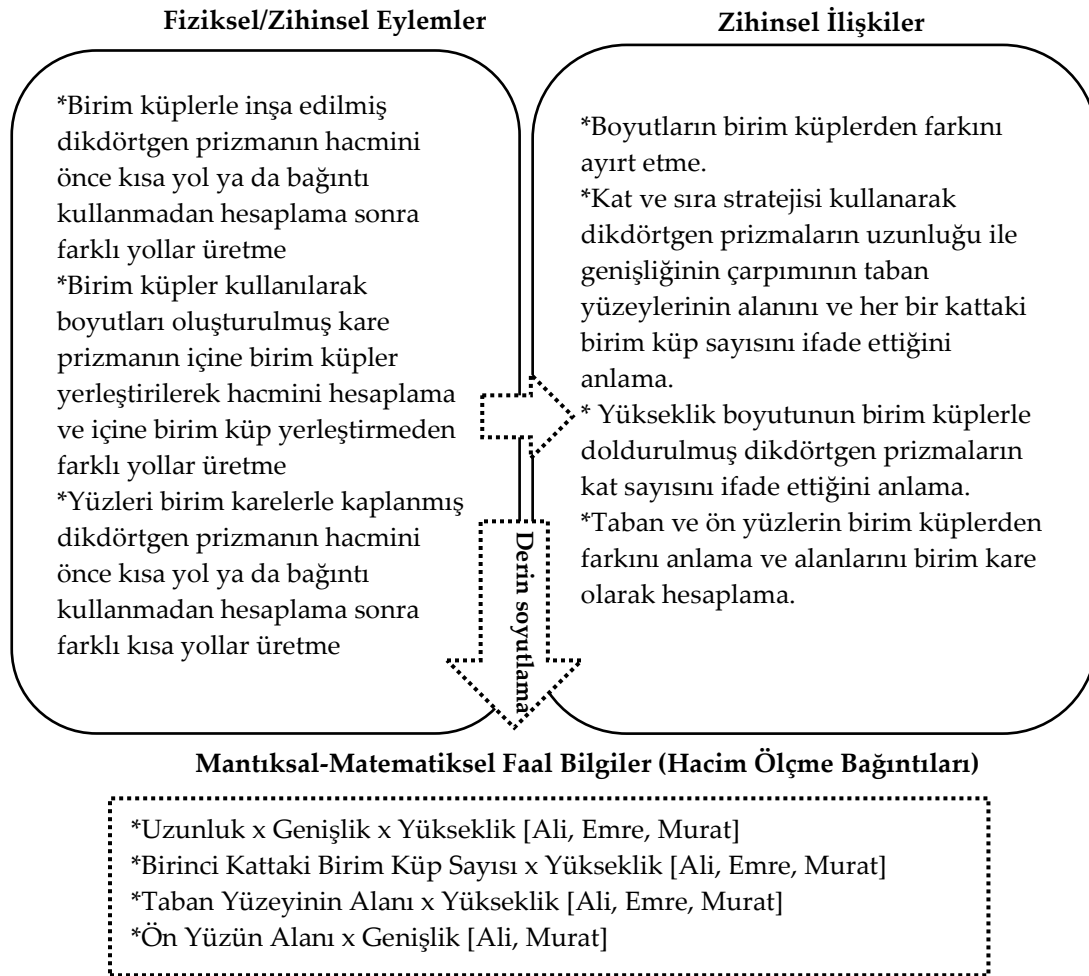 Fiziksel/Zihinsel Eylemler
*Birim küplerle inşa edilmiş
dikdörtgen prizmanın hacmini
önce kısa yol ya da bağıntı
kullanmadan hesaplama sonra
farklı yollar üretme
*Birim küpler kullanılarak
boyutları oluşturulmuş kare
prizmanın içine birim küpler
yerleştirilerek hacmini hesaplama
ve içine birim küp yerleştirmeden
farklı yollar üretme
*Yüzleri birim karelerle kaplanmış
dikdörtgen prizmanın hacmini
önce kısa yol ya da bağıntı
kullanmadan hesaplama sonra
farklı kısa yollar üretme
Zihinsel İlişkiler
*Boyutların birim küplerden farkını
ayırt etme.
*Kat ve sıra stratejisi kullanarak
dikdörtgen prizmaların uzunluğu ile
genişliğinin çarpımının taban
yüzeylerinin alanını ve her bir kattaki
birim küp sayısını ifade ettiğini
anlama.
* Yükseklik boyutunun birim küplerle
doldurulmuş dikdörtgen prizmaların
kat sayısını ifade ettiğini anlama.
*Taban ve ön yüzlerin birim küplerden
farkını anlama ve alanlarını birim kare
olarak hesaplama.
Derin soyutlama
Mantıksal-Matematiksel Faal Bilgiler (Hacim Ölçme Bağıntıları)
*Uzunluk x Genişlik x Yükseklik [Ali, Emre, Murat]
*Birinci Kattaki Birim Küp Sayısı x Yükseklik [Ali, Emre, Murat]
*Taban Yüzeyinin Alanı x Yükseklik [Ali, Emre, Murat]
*Ön Yüzün Alanı x Genişlik [Ali, Murat]